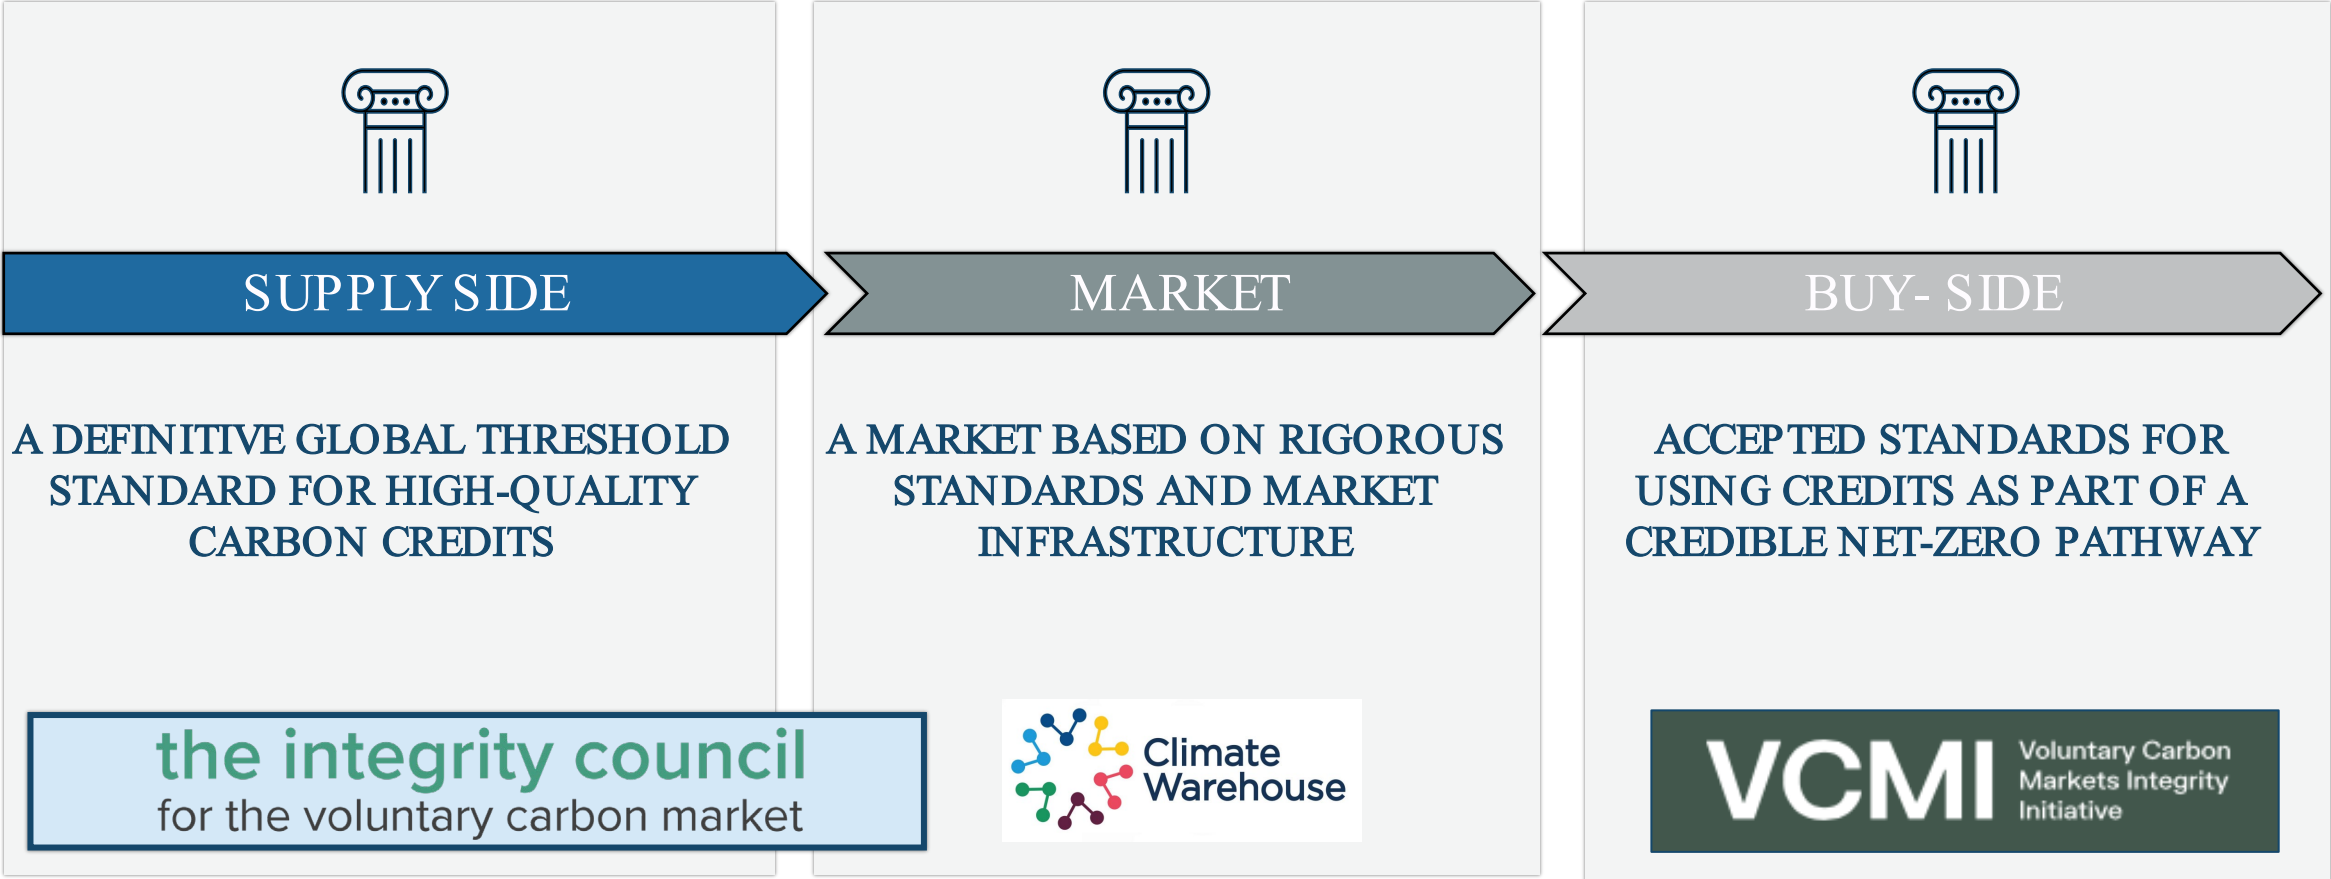 SUPPLY SIDE
A DEFINITIVE GLOBAL THRESHOLD
STANDARD FOR HIGH-QUALITY
CARBON CREDITS
the integrity council
for the voluntary carbon market
MARKET
A MARKET BASED ON RIGOROUS
STANDARDS AND MARKET
INFRASTRUCTURE
Climate
Warehouse
BUY- SIDE
ACCEPTED STANDARDS FOR
USING CREDITS AS PART OF A
CREDIBLE NET-ZERO PATHWAY
VCMI
Voluntary Carbon
Markets Integrity
Initiative